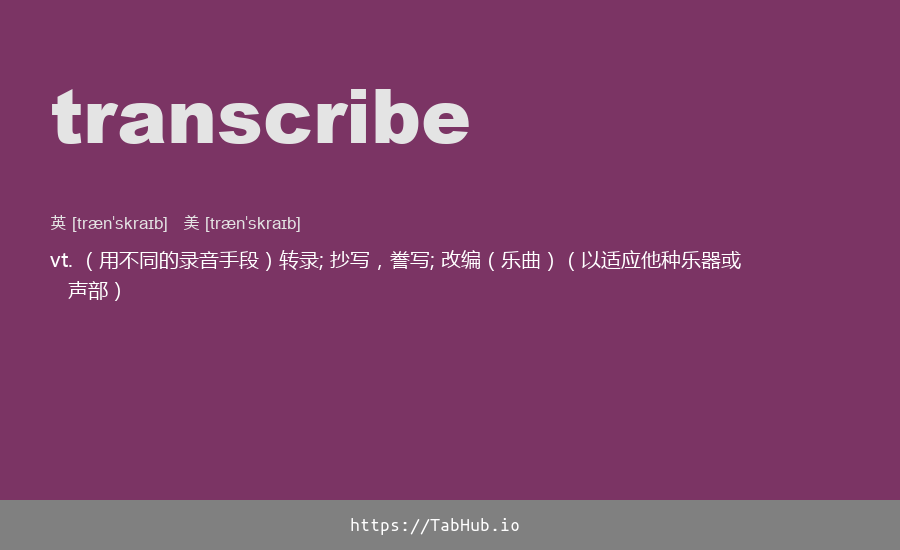 transcribe
英 [træn'skraɪb]   美 [træn'skraɪb]
vt. （用不同的录音手段）转录; 抄写，誊写; 改编（乐曲）（以适应他种乐器或
声部）
https://TabHub.io